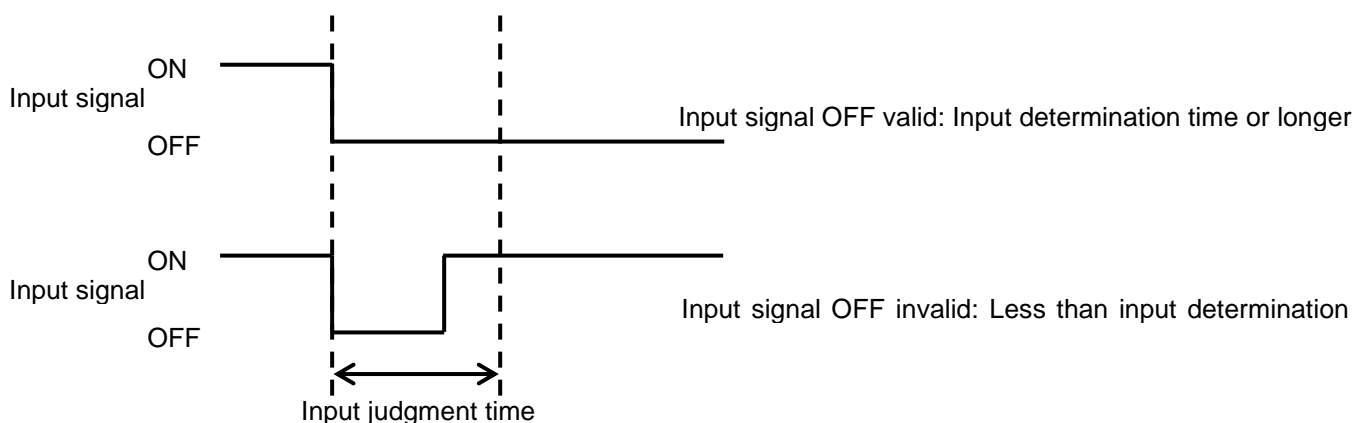 ON
Input signal
OFF
Input signal OFF valid: Input determination time or longer
ON
Input signal
OFF
Input signal OFF invalid: Less than input determination
Input judgment time